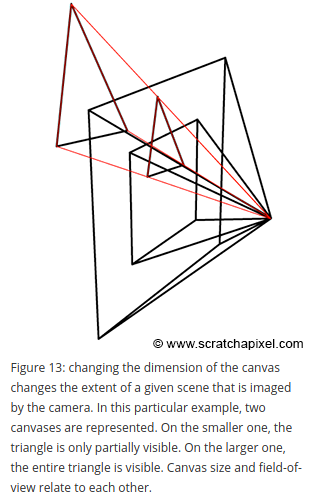 © www.scratchapixel.com
Figure 13: changing the dimension of the canvas
changes the extent of a given scene that is imaged
by the camera. In this particular example, two
canvases are represented. On the smaller one, the
triangle is only partially visible. On the larger one,
the entire triangle is visible. Canvas size and field-of-
view relate to each other.